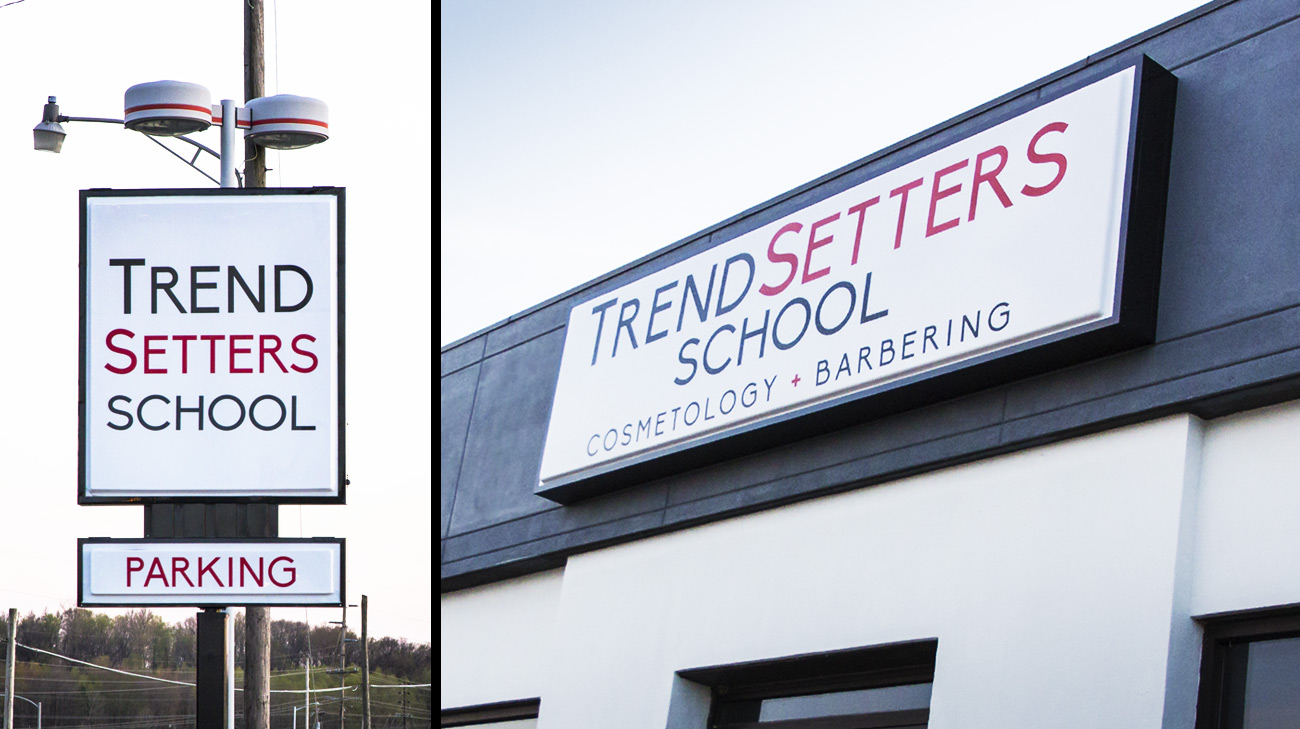 TREND
SETTERS
SCHOOL
PARKING
TRENDSETTERS
SCHOOL
COSMETOLOGY + BARBERING